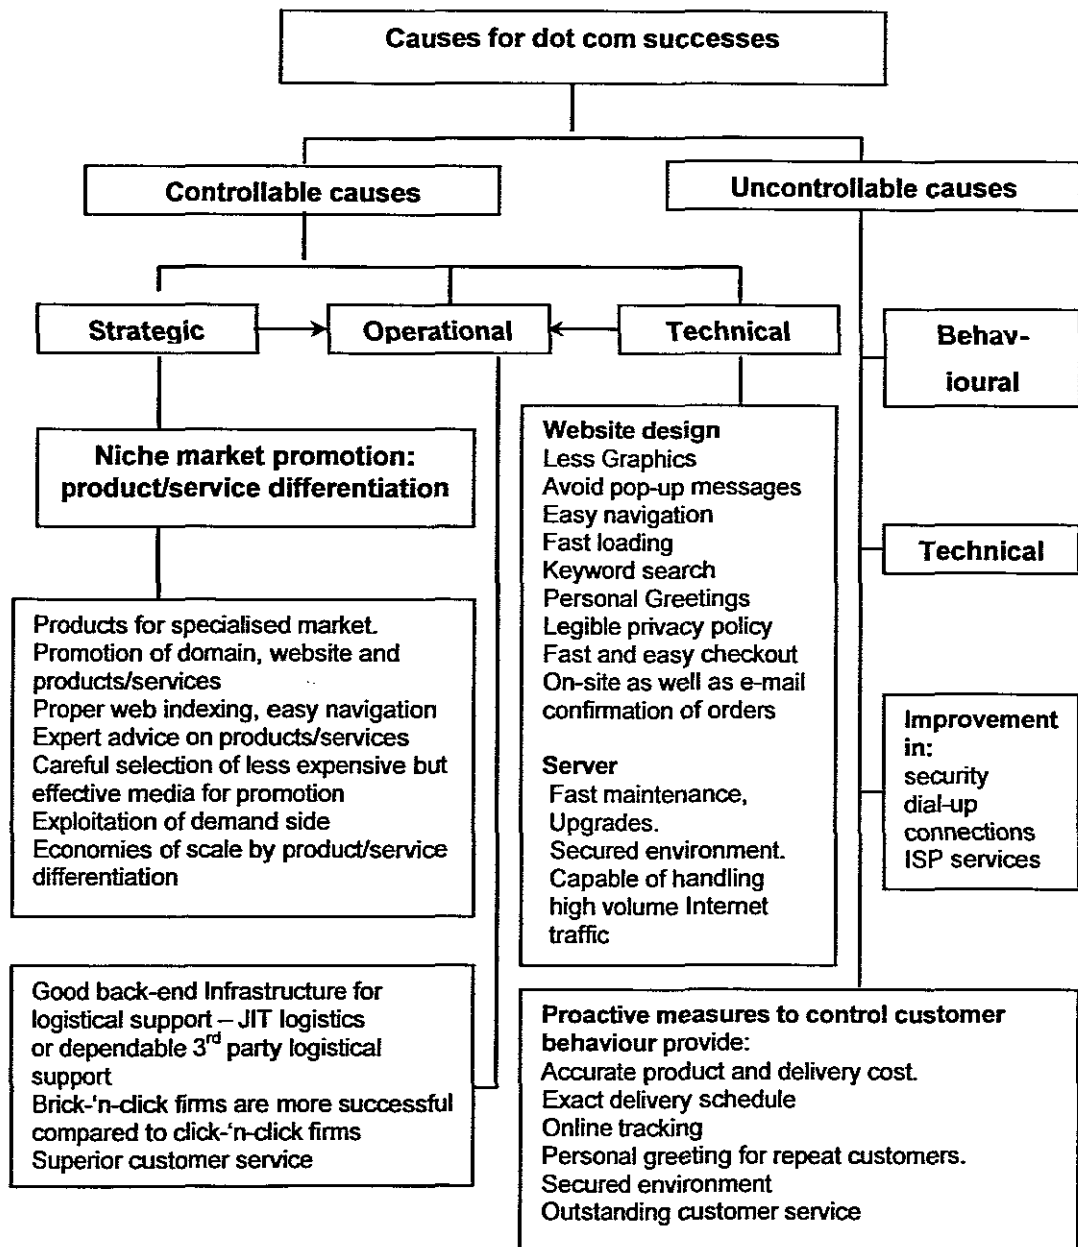 Causes for dot com successes
Controllable causes
Uncontrollable causes
Strategic
Operational
Technical
Behav-
ioural
Niche market promotion:
product/service differentiation
Website design
Less Graphics
Avoid pop-up messages
Easy navigation
Fast loading
Keyword search
Personal Greetings
Legible privacy policy
Fast and easy checkout
On-site as well as e-mail
confirmation of orders
Server
Fast maintenance,
Upgrades.
Secured environment.
Capable of handling
high volume Internet
traffic
Technical
Products for specialised market.
Promotion of domain, website and
products/services
Proper web indexing, easy navigation
Expert advice on products/services
Careful selection of less expensive but
effective media for promotion
Exploitation of demand side
Economies of scale by product/service
differentiation
Improvement
in:
security
dial-up
connections
ISP services
Good back-end Infrastructure for
logistical support – JIT logistics
or dependable 3rd party logistical
support
Brick-'n-click firms are more successful
compared to click-'n-click firms
Superior customer service
Proactive measures to control customer
behaviour provide:
Accurate product and delivery cost.
Exact delivery schedule
Online tracking
Personal greeting for repeat customers.
Secured environment
Outstanding customer service